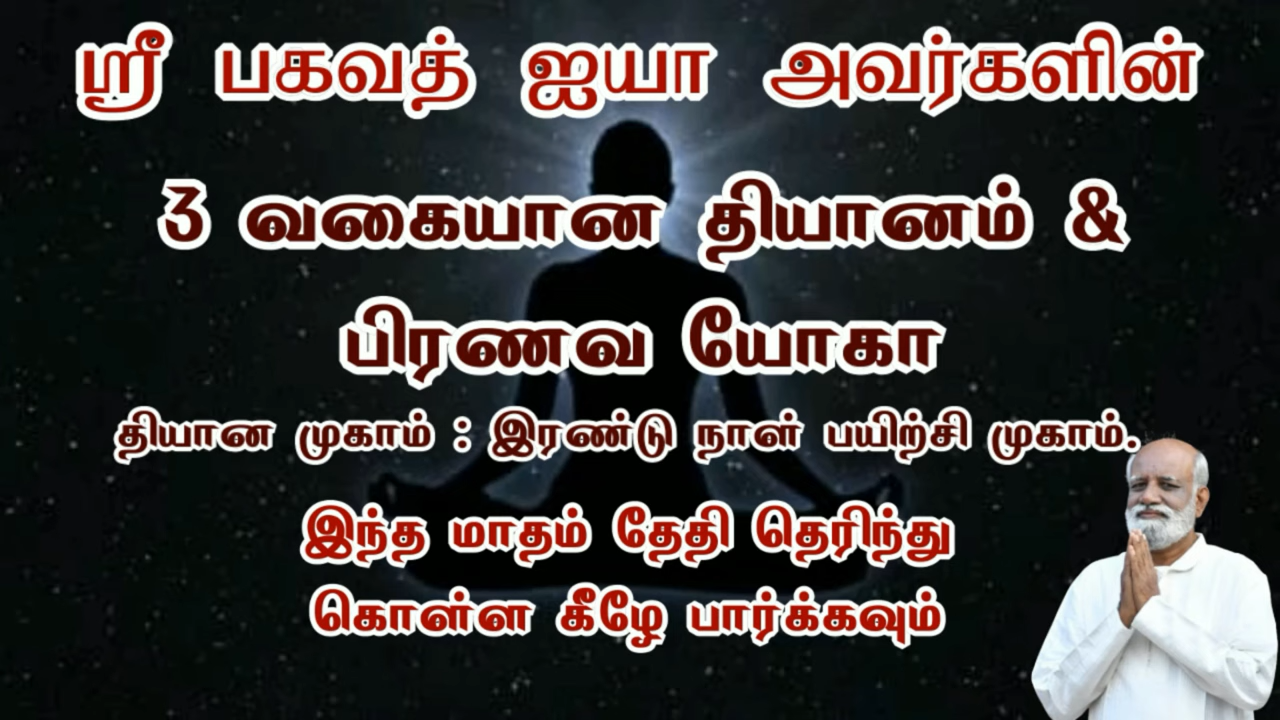 ஸ்ரீ பகவத் ஐயா அவர்களின்
3 வகையான தியானம் &
பிரணவ யோகா
தியான முகாம் : இரண்டு நாள் பயிற்சி முகாம்.
இந்த மாதம் தேதி தெரிந்து
கொள்ள கீழே பார்க்கவும்